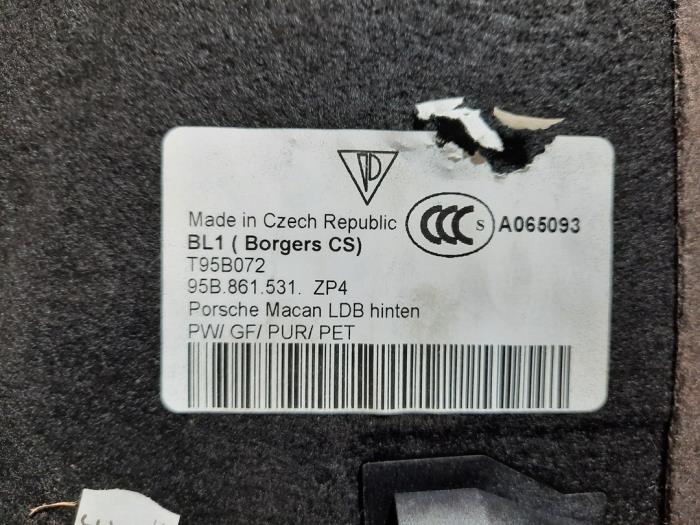 Made in Czech Republic
CCC S A065093
BL1 ( Borgers CS)
T95B072
95B.861.531. ZP4
Porsche Macan LDB hinten
PW/ GF/ PUR/ PET